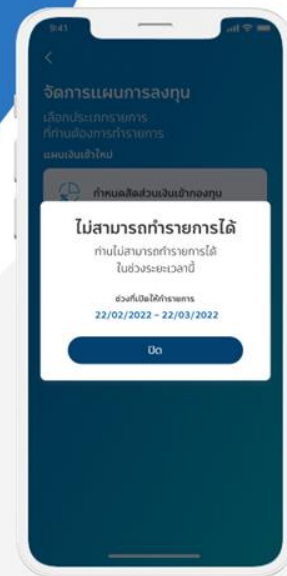 9:41
จัดการแผนการลงทุน
เลือกประเภทรายการ
ที่ท่านต้องการทำรายการ
แผนเงินเข้าใหม่
กำหนดสัดส่วนเงินเข้ากองทุน
ไม่สามารถทำรายการได้
ท่านไม่สามารถทำรายการได้
ในช่วงระยะเวลานี้
ช่วงที่เปิดให้ทำรายการ
22/02/2022 - 22/03/2022
ปิด